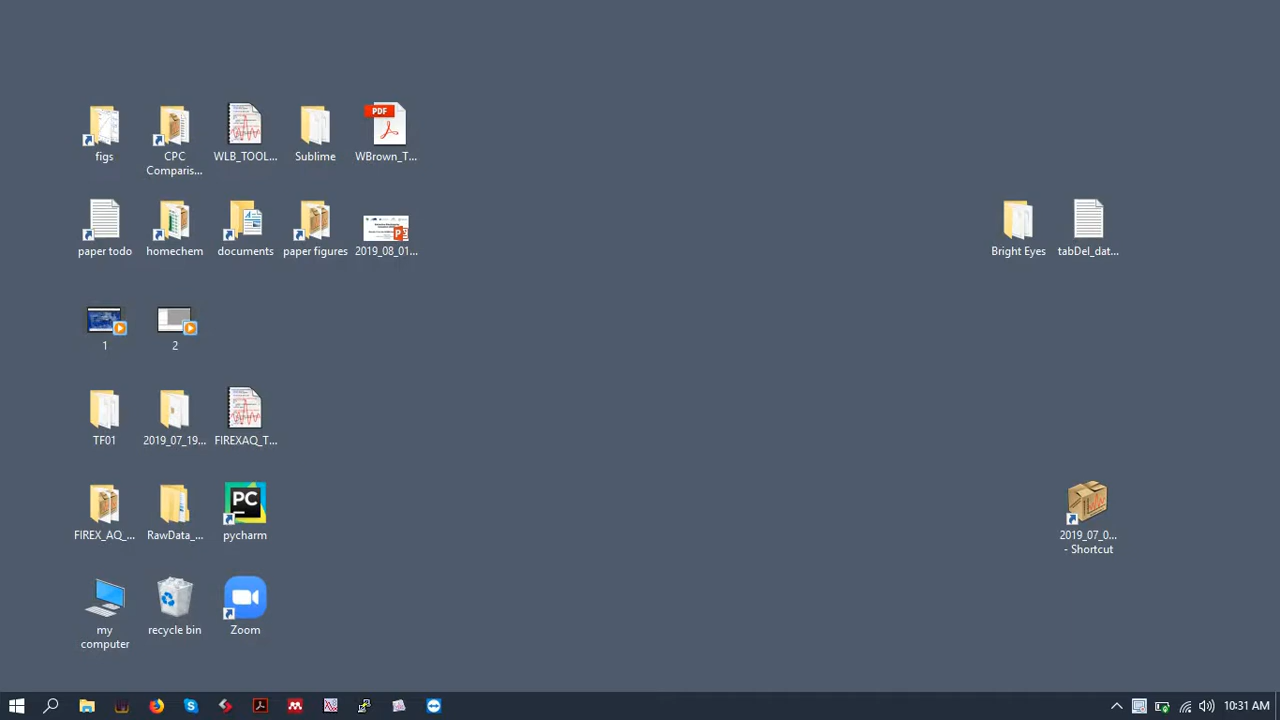 figs
CPC
Comparis...
WLB_TOOL...
Sublime
PDF
WBrown_T...
paper todo
homechem
documents
paper figures
P
2019_08_01...
Bright Eyes
tabDel_dat...
1
2
TF01
2019_07_19...
FIREXAQ_T...
FIREX_AQ_...
RawData_...
PC
pycharm
2019_07_0...
- Shortcut
my
computer
recycle bin
Zoom
10:31 AM